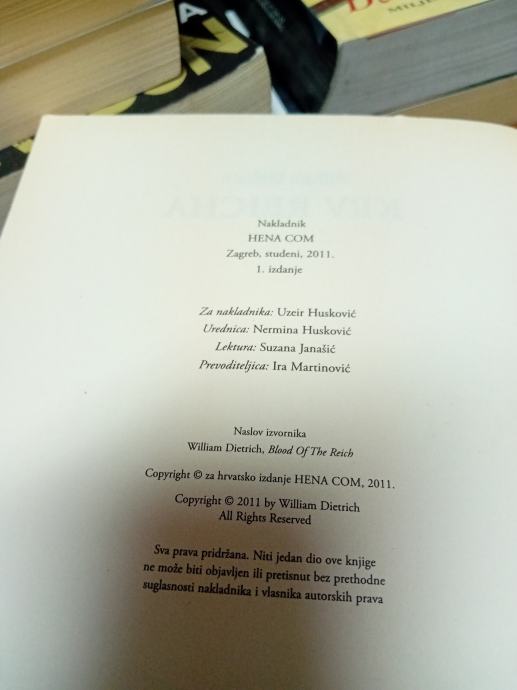 Nakladnik
HENA COM
Zagreb, studeni, 2011.
1. izdanje
Za nakladnika: Uzeir Husković
Urednica: Nermina Husković
Lektura: Suzana Janašić
Prevoditeljica: Ira Martinović
Naslov izvornika
William Dietrich, Blood Of The Reich
Copyright © za hrvatsko izdanje HENA COM, 2011.
Copyright © 2011 by William Dietrich
All Rights Reserved
Sva prava pridržana. Niti jedan dio ove knjige
ne može biti objavljen ili pretisnut bez prethodne
suglasnosti nakladnika i vlasnika autorskih prava